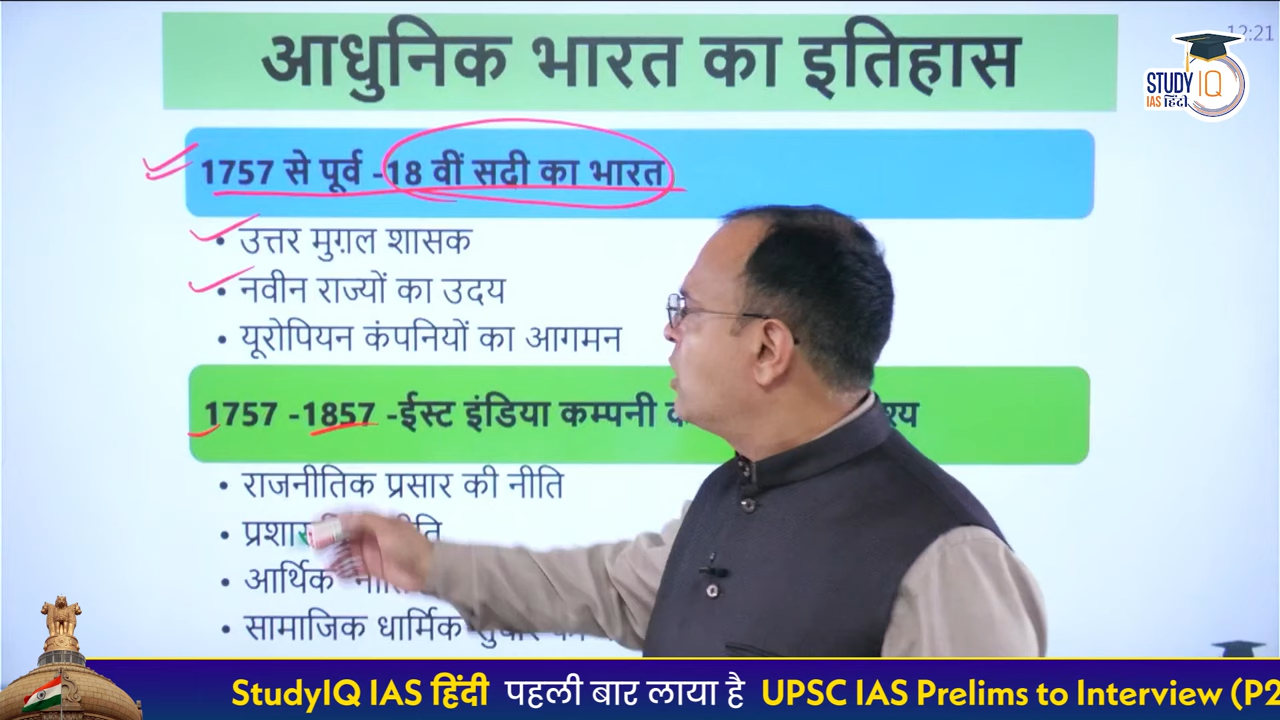 आधुनिक भारत का इतिहास
12:21
STUDY IQ
IAS हिंदी
1757 से पूर्व -18 वीं सदी का भारत
• उत्तर मुग़ल शासक
• नवीन राज्यों का उदय
• यूरोपियन कंपनियों का आगमन
1757 -1857 -ईस्ट इंडिया कम्पनी
• राजनीतिक प्रसार की नीति
• आर्थिक
• सामाजिक धार्मिक
StudyIQ IAS हिंदी पहली बार लाया है UPSC IAS Prelims to Interview (P2